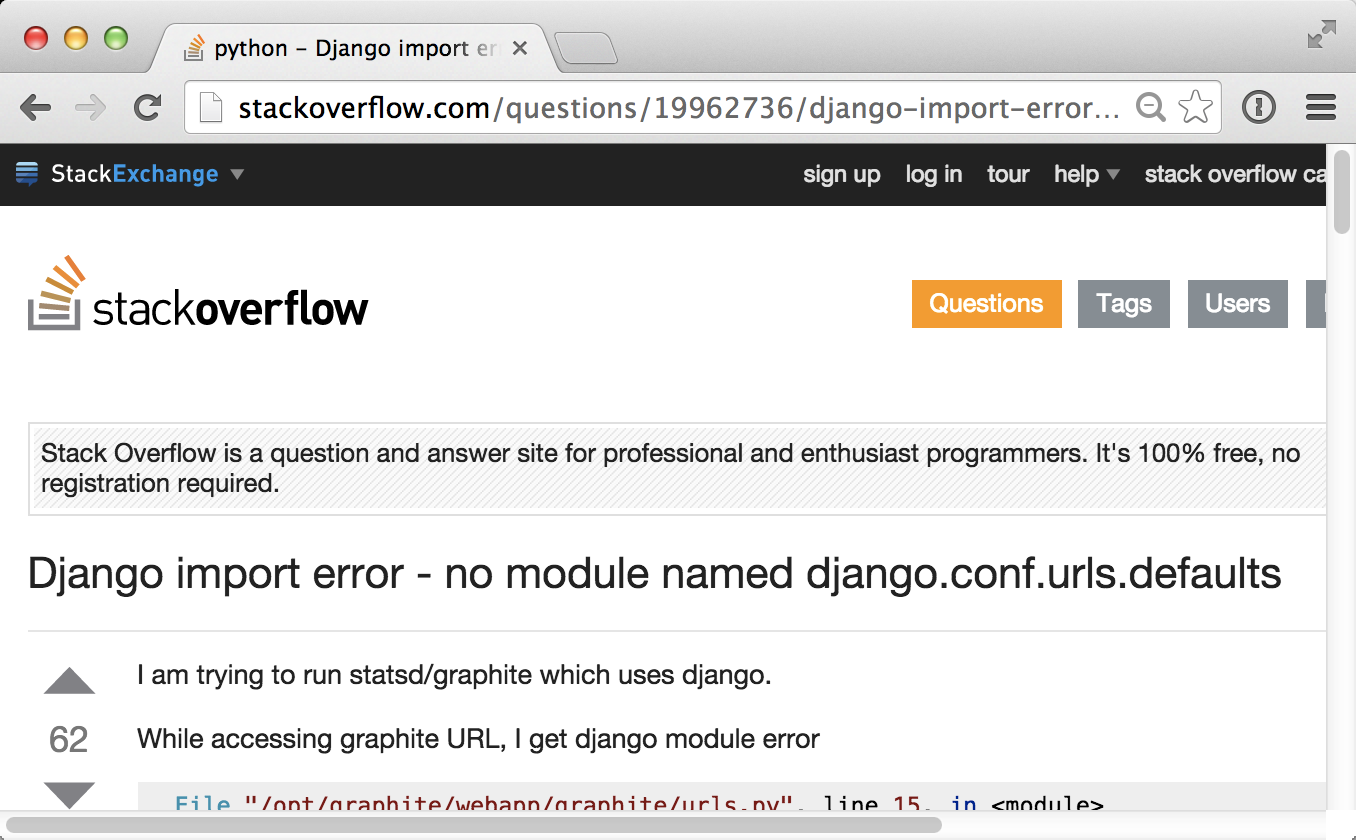 python – Django import er
stackoverflow.com/questions/19962736/django-import-error...
StackExchange
sign up log in tour help stack overflow ca
stackoverflow
Questions Tags Users
Stack Overflow is a question and answer site for professional and enthusiast programmers. It's 100% free, no
registration required.
Django import error - no module named django.conf.urls.defaults
I am trying to run statsd/graphite which uses django.
62
While accessing graphite URL, I get django module error
File "/opt/graphite/webapp/graphite/urls.py", line 15, in <module>